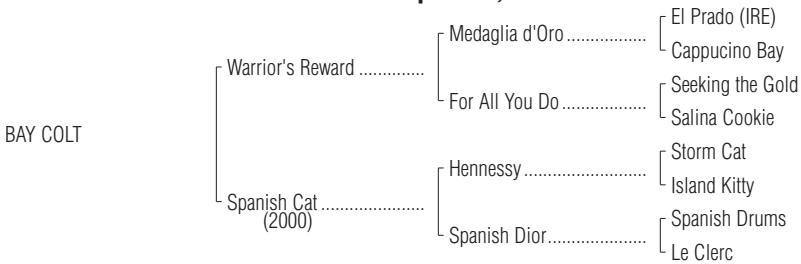 El Prado (IRE)
Medaglia d'Oro .................
Cappucino Bay
Warrior's Reward ..............
Seeking the Gold
For All You Do ..................
Salina Cookie
BAY COLT
Storm Cat
Hennessy ..........................
Island Kitty
Spanish Cat ......................
(2000)
Spanish Drums
Spanish Dior.....................
Le Clerc